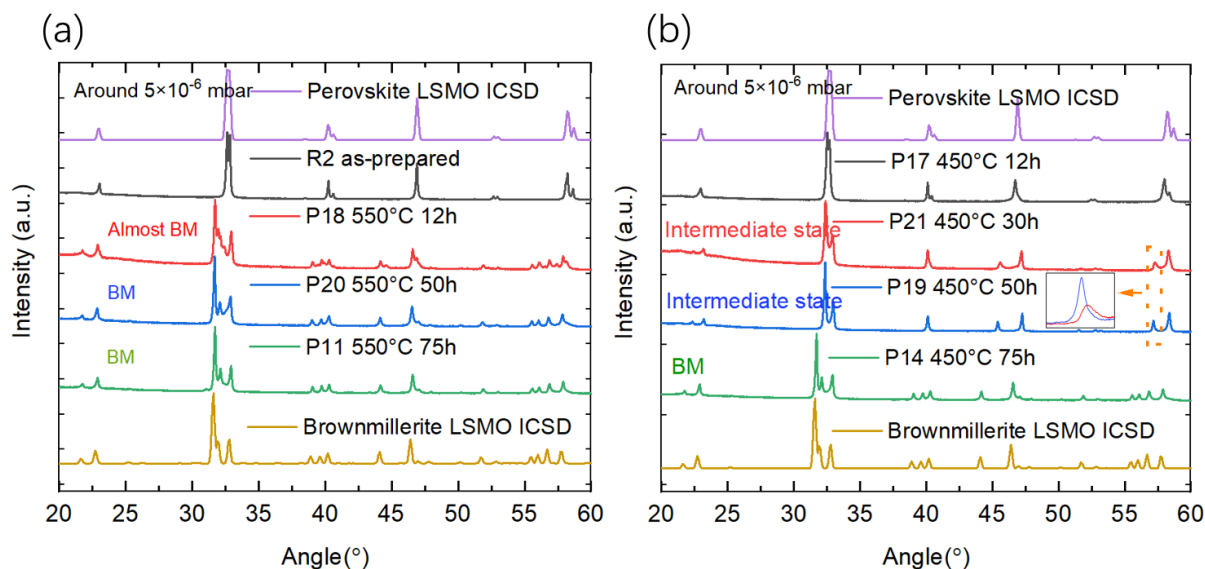 (a)
Around 5×10⁻⁶ mbar
Perovskite LSMO ICSD
R2 as-prepared
P18 550°C 12h
Almost BM
P20 550°C 50h
BM
P11 550°C 75h
BM
Brownmillerite LSMO ICSD
Intensity (a.u.)
20 25 30 35 40 45 50 55 60
Angle(°)
(b)
Around 5×10⁻⁶ mbar
Perovskite LSMO ICSD
P17 450°C 12h
P21 450°C 30h
Intermediate state
P19 450°C 50h
Intermediate state
P14 450°C 75h
BM
Brownmillerite LSMO ICSD
Intensity (a.u.)
20 25 30 35 40 45 50 55 60
Angle(°)